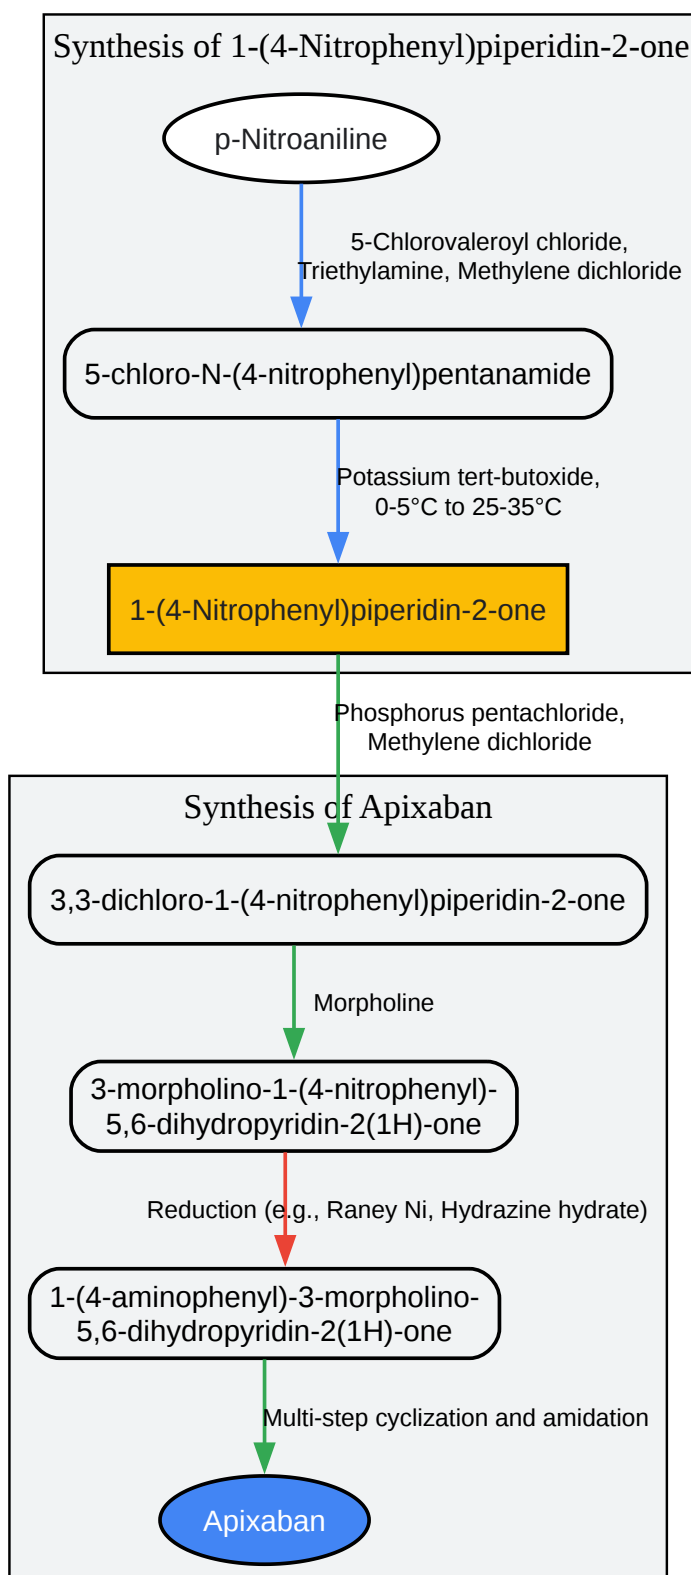 Synthesis of 1-(4-Nitrophenyl)piperidin-2-one
p-Nitroaniline
5-Chlorovaleroyl chloride,
Triethylamine, Methylene dichloride
5-chloro-N-(4-nitrophenyl)pentanamide
Potassium tert-butoxide,
0-5°C to 25-35°C
1-(4-Nitrophenyl)piperidin-2-one
Phosphorus pentachloride,
Methylene dichloride
Synthesis of Apixaban
3,3-dichloro-1-(4-nitrophenyl)piperidin-2-one
Morpholine
3-morpholino-1-(4-nitrophenyl)-
5,6-dihydropyridin-2(1H)-one
Reduction (e.g., Raney Ni, Hydrazine hydrate)
1-(4-aminophenyl)-3-morpholino-
5,6-dihydropyridin-2(1H)-one
Multi-step cyclization and amidation
Apixaban